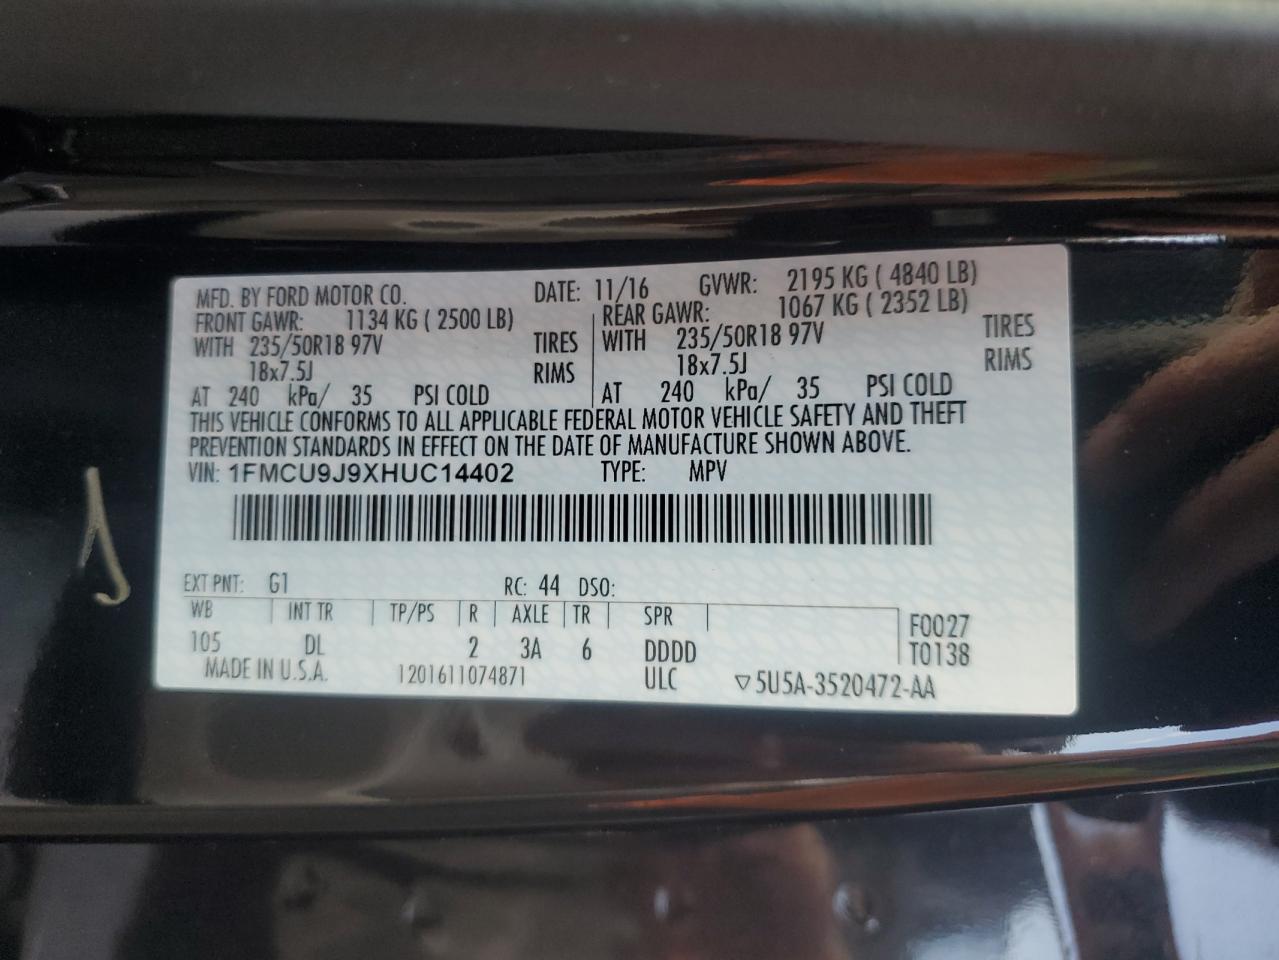 MFD. BY FORD MOTOR CO. DATE: 11/16 GVWR: 2195 KG ( 4840 LB)
FRONT GAWR: 1134 KG ( 2500 LB) REAR GAWR: 1067 KG ( 2352 LB)
WITH 235/50R18 97V TIRES WITH 235/50R18 97V TIRES
18x7.5J RIMS 18x7.5J RIMS
AT 240 kPa/ 35 PSI COLD AT 240 kPa/ 35 PSI COLD
THIS VEHICLE CONFORMS TO ALL APPLICABLE FEDERAL MOTOR VEHICLE SAFETY AND THEFT
PREVENTION STANDARDS IN EFFECT ON THE DATE OF MANUFACTURE SHOWN ABOVE.
VIN: 1FMCU9J9XHUC14402 TYPE: MPV
EXT PNT: G1 RC: 44 DSO:
WB INT TR TP/PS R AXLE TR SPR F0027
105 DL 2 3A 6 DDDD T0138
MADE IN U.S.A. 1201611074871 ULC ▽5U5A-3520472-AA